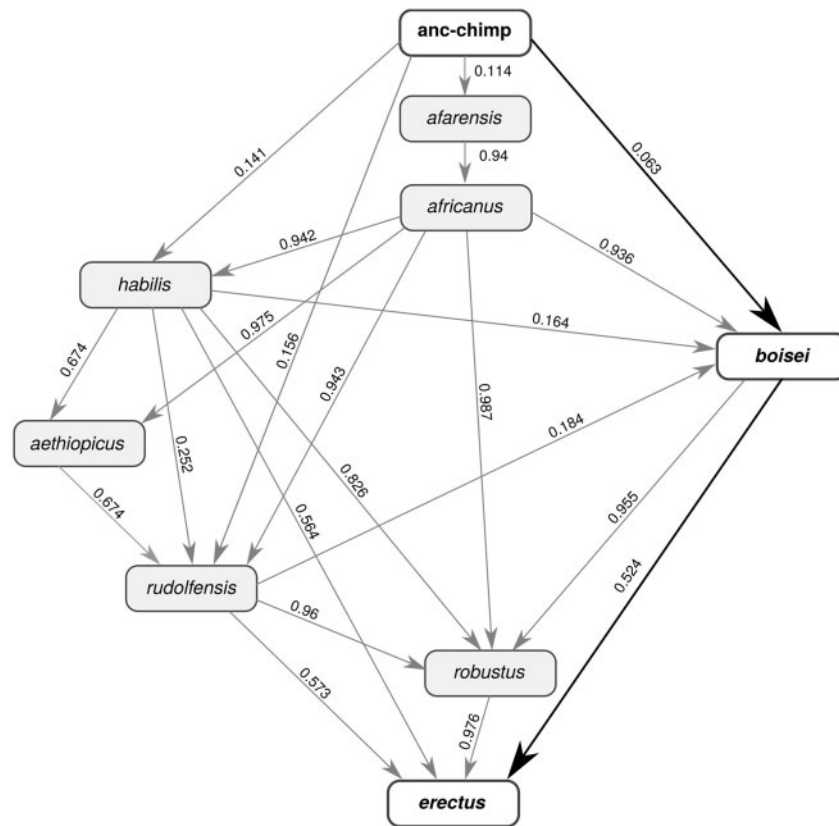 anc-chimp
0.114
afarensis
0.141
0.94
0.063
africanus
0.942
0.936
habilis
0.975
0.156
0.164
0.943
boisei
0.674
0.987
aethiopicus
0.252
0.184
0.826
0.674
0.564
0.955
rudolfensis
0.524
0.96
robustus
0.573
0.976
erectus